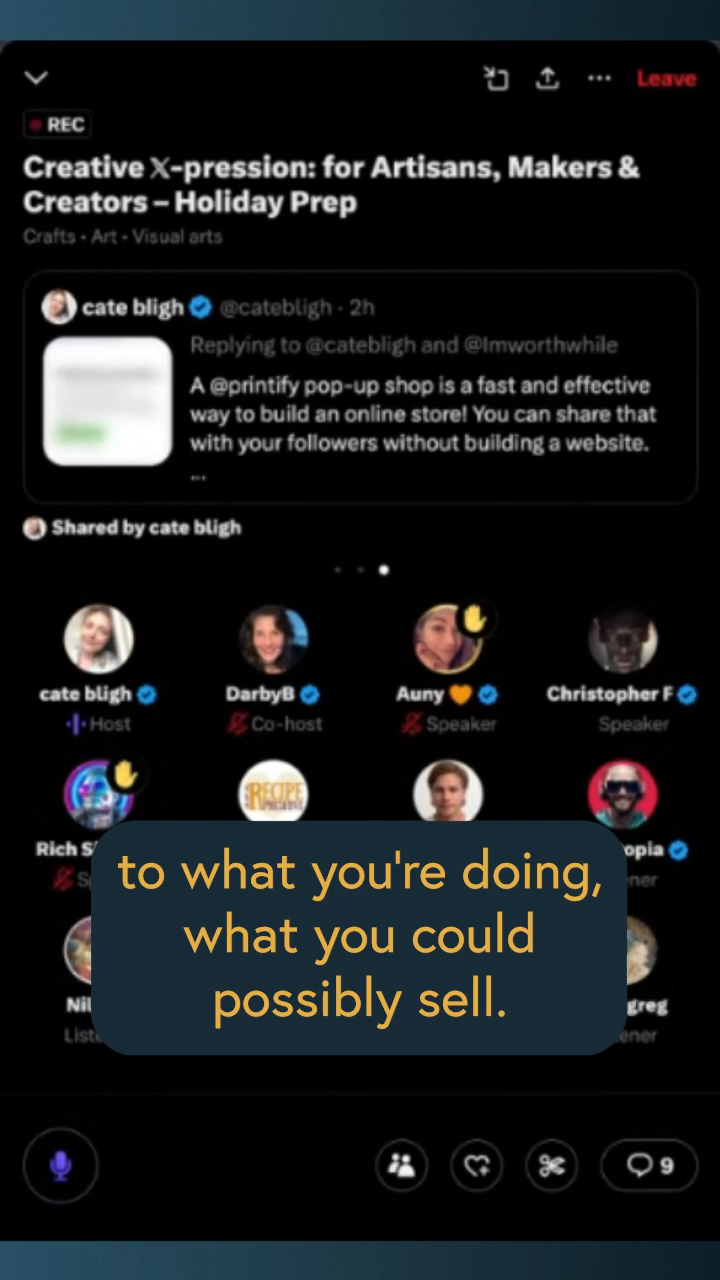 Leave
REC
Creative X-pression: for Artisans, Makers &
Creators – Holiday Prep
Crafts • Art • Visual arts
cate bligh @catebligh · 2h
Replying to @catebligh and @Imworthwhile
A @printify pop-up shop is a fast and effective
way to build an online store! You can share that
with your followers without building a website.
...
Shared by cate bligh
cate bligh DarbyB Auny 🧡 Christopher F
Host Co-host Speaker Speaker
RECIPE
Rich
to what you're doing,
what you could
possibly sell.
9